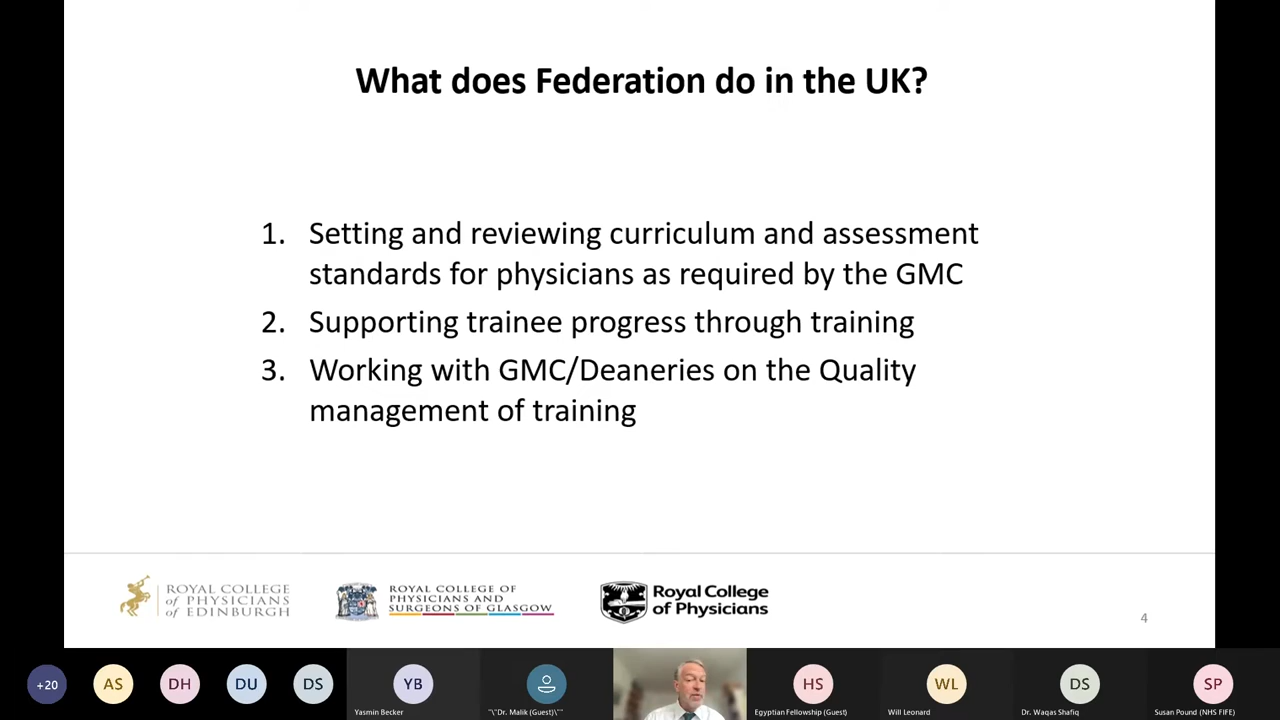 What does Federation do in the UK?
1. Setting and reviewing curriculum and assessment
standards for physicians as required by the GMC
2. Supporting trainee progress through training
3. Working with GMC/Deaneries on the Quality
management of training
ROYAL COLLEGE
of PHYSICIANS
of EDINBURGH
ROYAL COLLEGE OF
PHYSICIANS AND
SURGEONS OF GLASGOW
Royal College
of Physicians
4
+20
AS
DH
DU
DS
YB
Yasmin Becker
"\"Dr. Malik (Guest)\""
HS
Egyptian Fellowship (Guest)
WL
Will Leonard
DS
Dr. Waqas Shafiq
SP
Susan Pound (NHS FIFE)